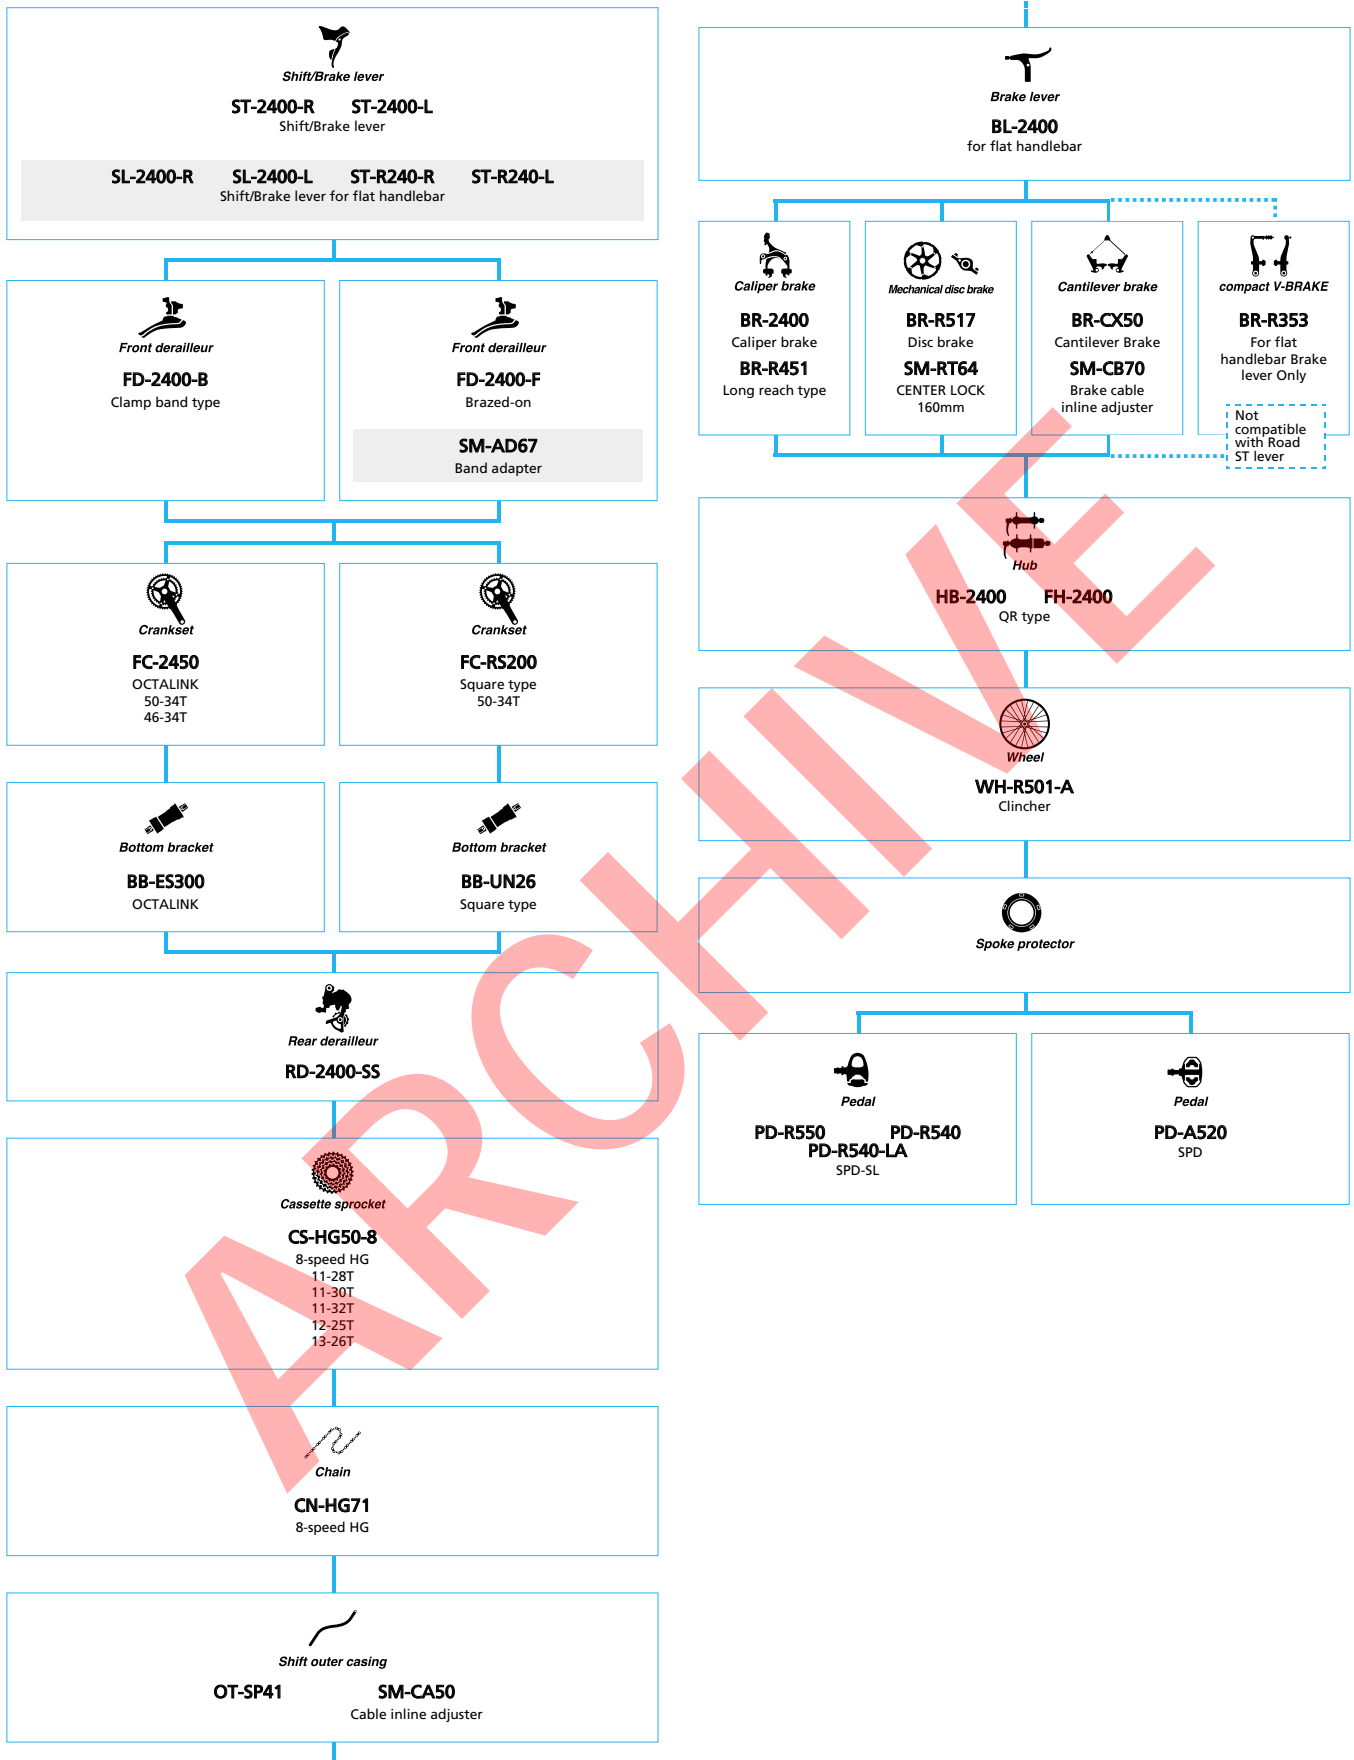 Shift/Brake lever
ST-2400-R ST-2400-L
Shift/Brake lever
SL-2400-R SL-2400-L ST-R240-R ST-R240-L
Shift/Brake lever for flat handlebar
Front derailleur
FD-2400-B
Clamp band type
Front derailleur
FD-2400-F
Brazed-on
SM-AD67
Band adapter
Crankset
FC-2450
OCTALINK
50-34T
46-34T
Crankset
FC-RS200
Square type
50-34T
Bottom bracket
BB-ES300
OCTALINK
Bottom bracket
BB-UN26
Square type
Rear derailleur
RD-2400-SS
Cassette sprocket
CS-HG50-8
8-speed HG
11-28T
11-30T
11-32T
12-25T
13-26T
Chain
CN-HG71
8-speed HG
Shift outer casing
OT-SP41 SM-CA50
Cable inline adjuster
Brake lever
BL-2400
for flat handlebar
Caliper brake
BR-2400
Caliper brake
BR-R451
Long reach type
Mechanical disc brake
BR-R517
Disc brake
SM-RT64
CENTER LOCK
160mm
Cantilever brake
BR-CX50
Cantilever Brake
SM-CB70
Brake cable
inline adjuster
compact V-BRAKE
BR-R353
For flat
handlebar Brake
lever Only
Not
compatible
with Road
ST lever
Hub
HB-2400 FH-2400
QR type
Wheel
WH-R501-A
Clincher
Spoke protector
Pedal
PD-R550 PD-R540
PD-R540-LA
SPD-SL
Pedal
PD-A520
SPD
ARCHIVE